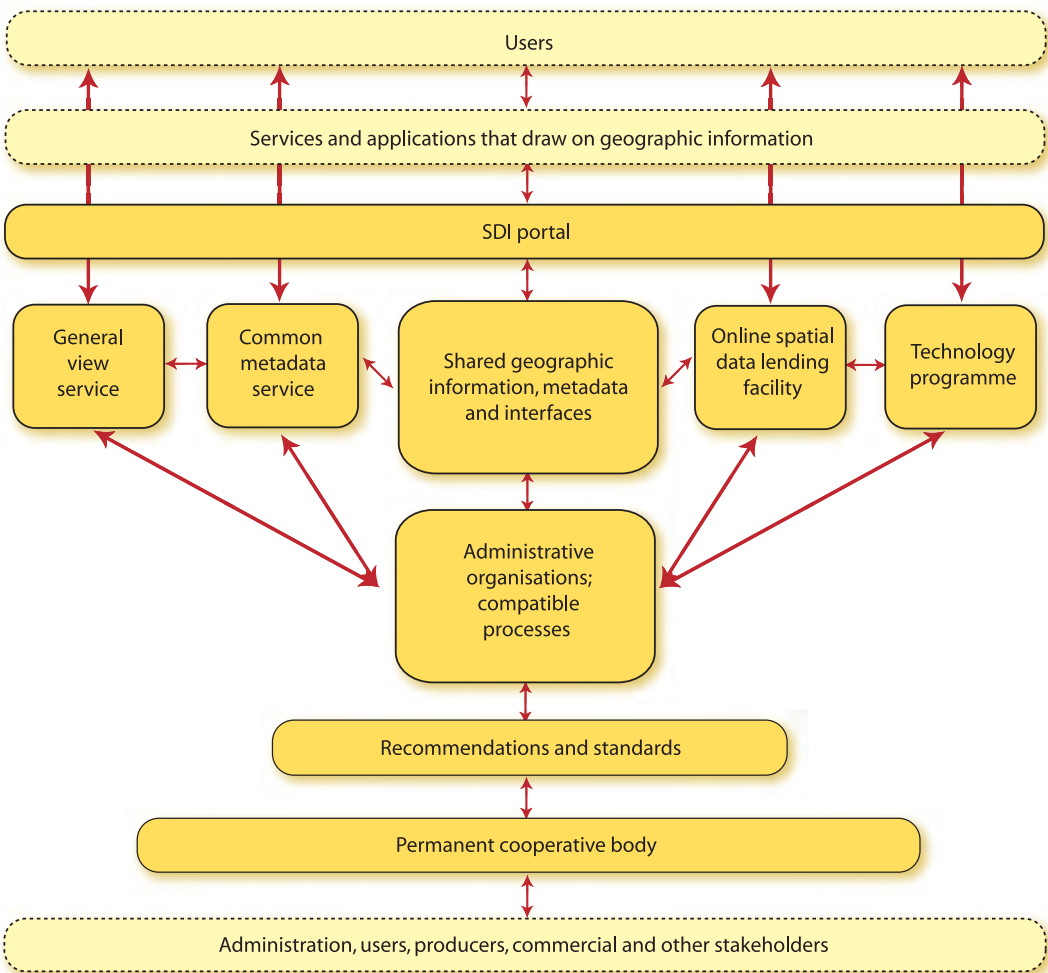 Users
Services and applications that draw on geographic information
SDI portal
General
view
service
Common
metadata
service
Shared geographic
information, metadata
and interfaces
Online spatial
data lending
facility
Technology
programme
Administrative
organisations;
compatible
processes
Recommendations and standards
Permanent cooperative body
Administration, users, producers, commercial and other stakeholders